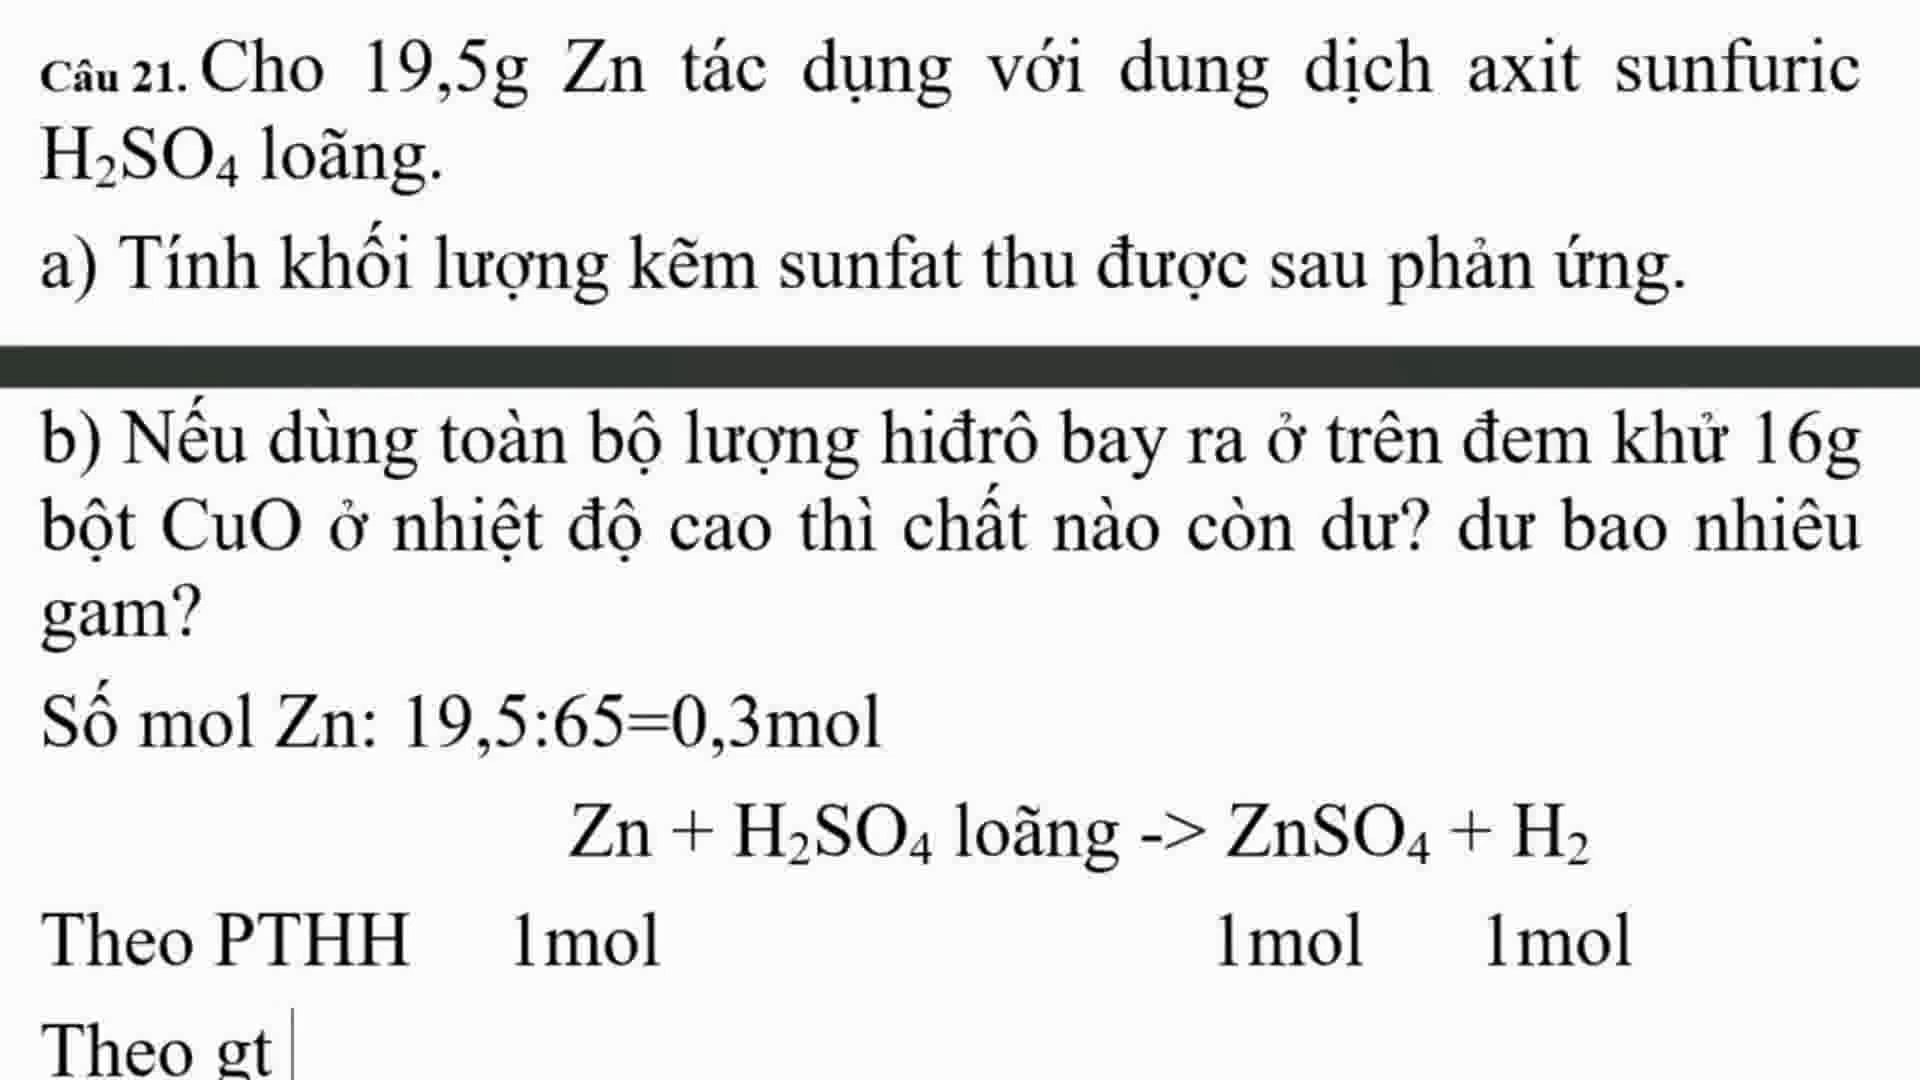 Câu 21. Cho 19,5g Zn tác dụng với dung dịch axit sunfuric
H₂SO₄ loãng.
a) Tính khối lượng kẽm sunfat thu được sau phản ứng.
b) Nếu dùng toàn bộ lượng hiđrô bay ra ở trên đem khử 16g
bột CuO ở nhiệt độ cao thì chất nào còn dư? dư bao nhiêu
gam?
Số mol Zn: 19,5:65=0,3mol
Zn + H₂SO₄ loãng -> ZnSO₄ + H₂
Theo PTHH 1mol 1mol 1mol
Theo gt